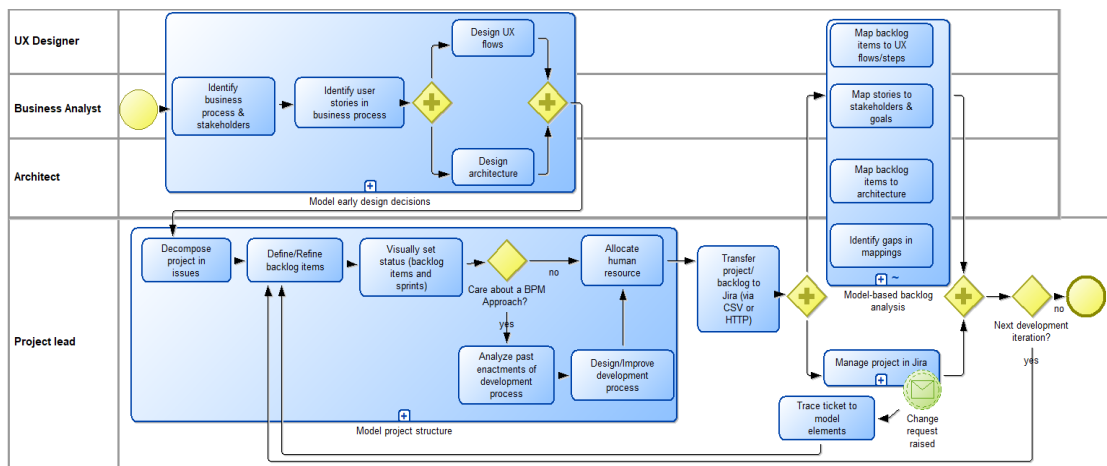 UX Designer
Business Analyst
Architect
Project lead
Identify
business
process &
stakeholders
Identify user
stories in
business process
Design UX
flows
Design
architecture
Model early design decisions
Map backlog
items to UX
flows/steps
Map stories to
stakeholders &
goals
Map backlog
items to
architecture
Identify gaps in
mappings
~
Model-based backlog
analysis
Decompose
project in
issues
Define/Refine
backlog items
Visually set
status (backlog
items and
sprints)
Care about a BPM
Approach?
no
yes
Allocate
human
resource
Analyze past
enactments of
development
process
Design/Improve
development
process
Model project structure
Transfer
project/
backlog to
Jira (via
CSV or
HTTP)
Manage project in Jira
Change
request
raised
Trace ticket to
model
elements
Next development
iteration?
no
yes